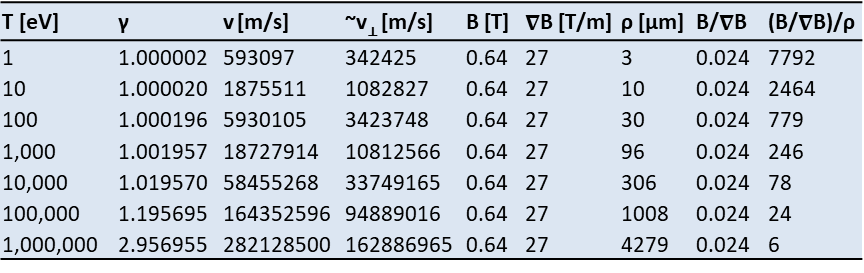 T [eV] γ v [m/s] ~v⊥ [m/s] B [T] ∇B [T/m] ρ [μm] B/∇B (B/∇B)/ρ
1 1.000002 593097 342425 0.64 27 3 0.024 7792
10 1.000020 1875511 1082827 0.64 27 10 0.024 2464
100 1.000196 5930105 3423748 0.64 27 30 0.024 779
1,000 1.001957 18727914 10812566 0.64 27 96 0.024 246
10,000 1.019570 58455268 33749165 0.64 27 306 0.024 78
100,000 1.195695 164352596 94889016 0.64 27 1008 0.024 24
1,000,000 2.956955 282128500 162886965 0.64 27 4279 0.024 6